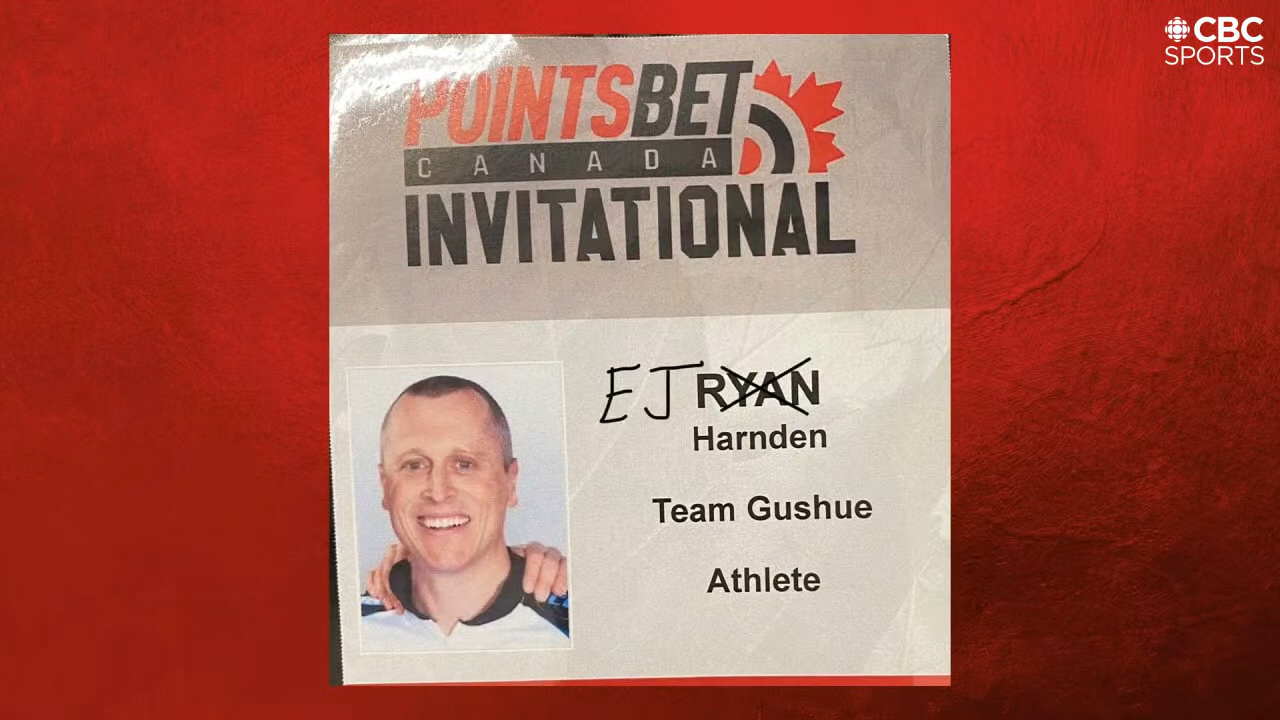 CBC
SPORTS
POINTSBET
CANADA
INVITATIONAL
EJ RYAN
Harnden
Team Gushue
Athlete